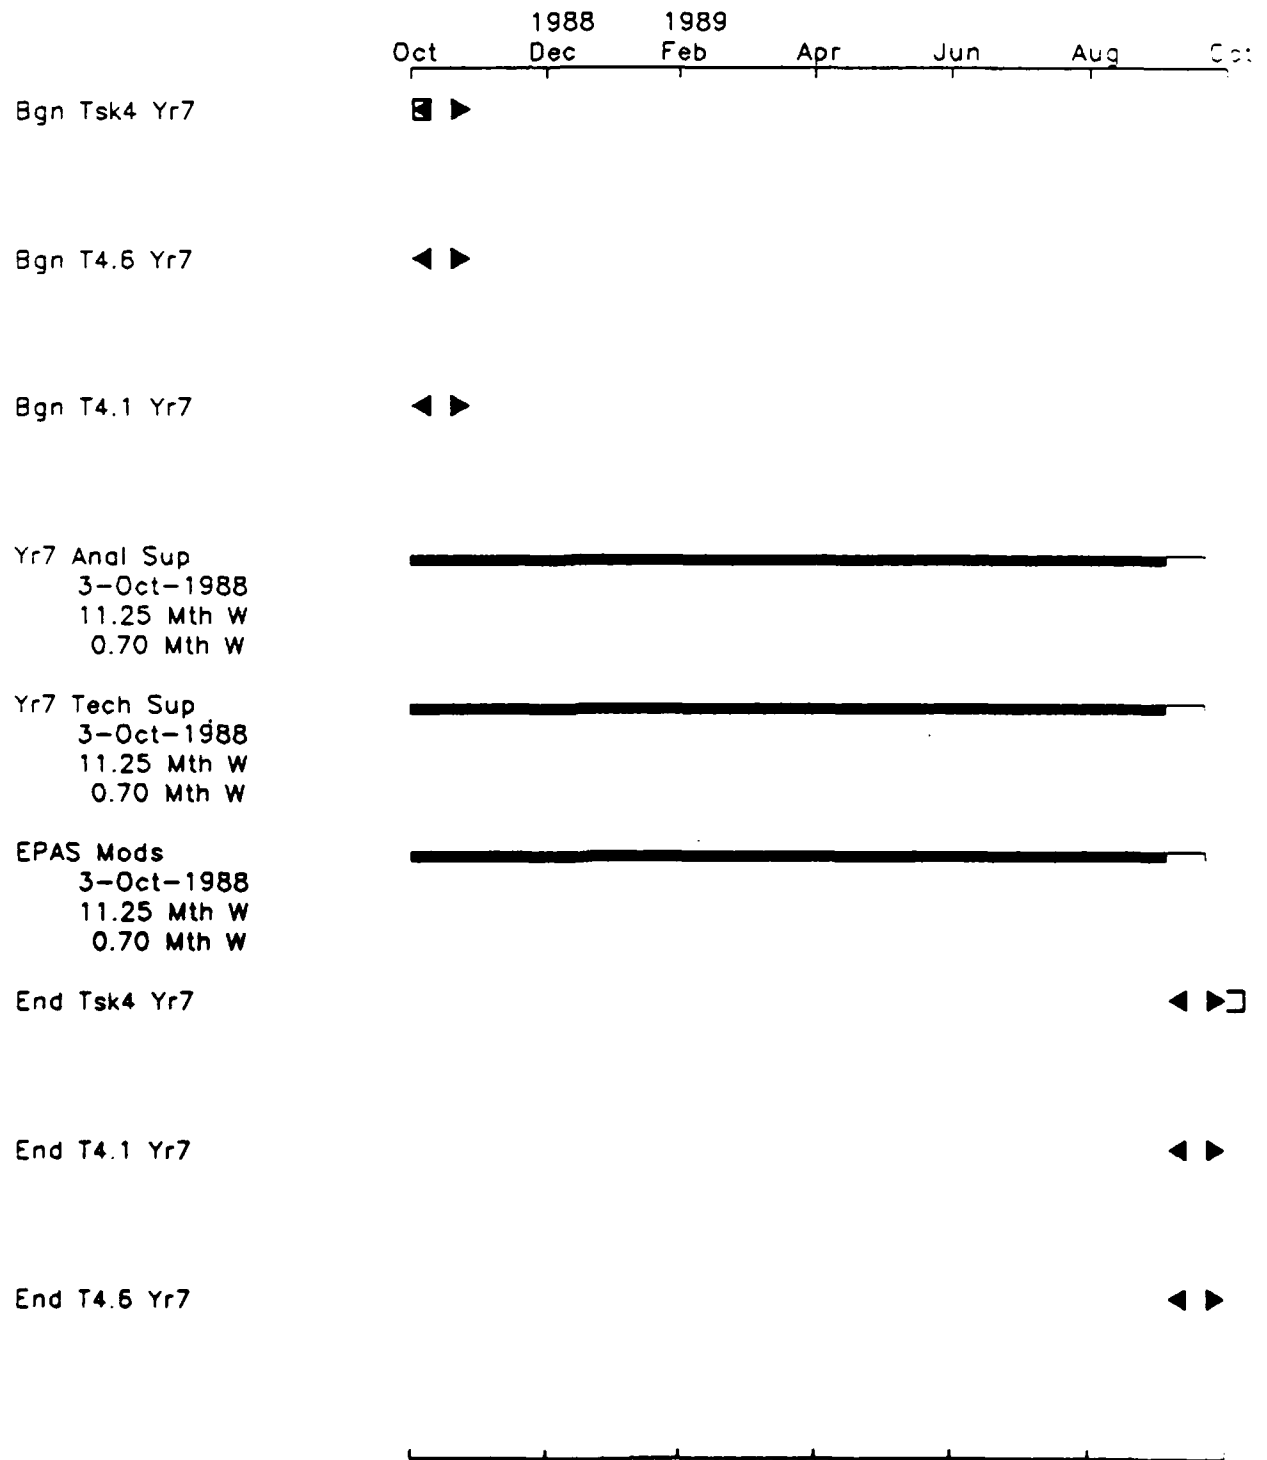 1988 1989
Oct Dec Feb Apr Jun Aug Oct
Bgn Tsk4 Yr7
Bgn T4.6 Yr7
Bgn T4.1 Yr7
Yr7 Anal Sup
3-Oct-1988
11.25 Mth W
0.70 Mth W
Yr7 Tech Sup
3-Oct-1988
11.25 Mth W
0.70 Mth W
EPAS Mods
3-Oct-1988
11.25 Mth W
0.70 Mth W
End Tsk4 Yr7
End T4.1 Yr7
End T4.6 Yr7